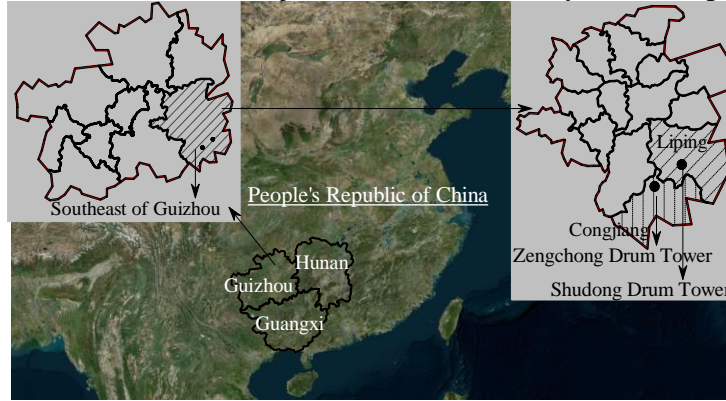 Liping
People's Republic of China
Southeast of Guizhou
Congjiang
Zengchong Drum Tower
Hunan
Guizhou
Shudong Drum Tower
Guangxi